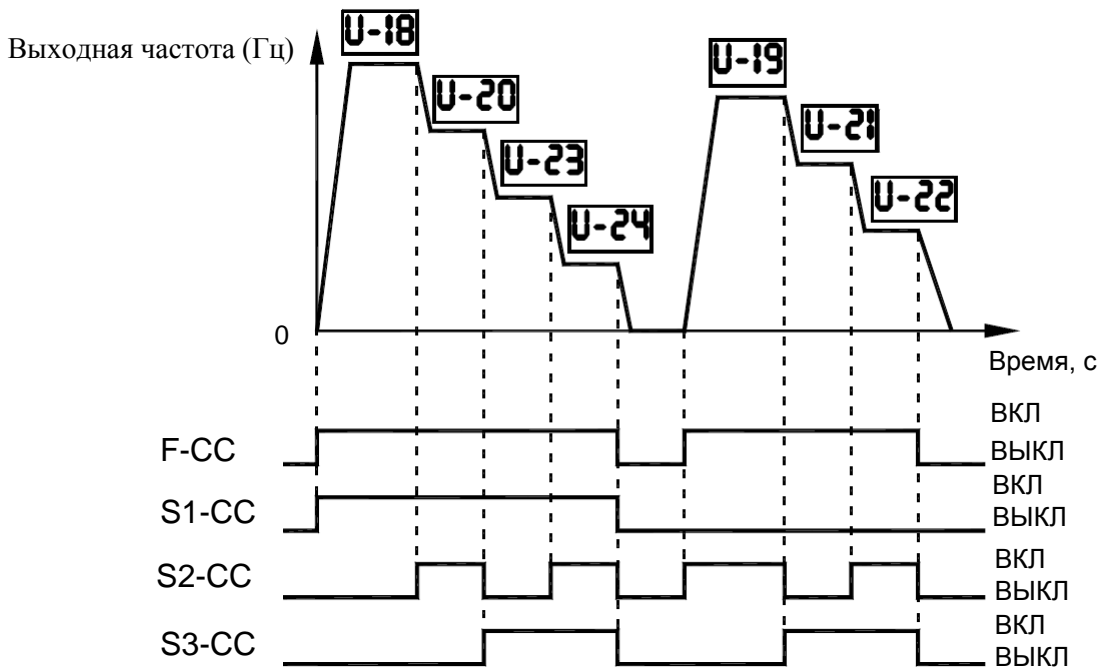 U-18
Выходная частота (Гц)
U-19
U-20
U-21
U-23
U-22
U-24
0
Время, с
ВКЛ
F-CC
ВЫКЛ
ВКЛ
S1-CC
ВЫКЛ
ВКЛ
S2-CC
ВЫКЛ
ВКЛ
S3-CC
ВЫКЛ